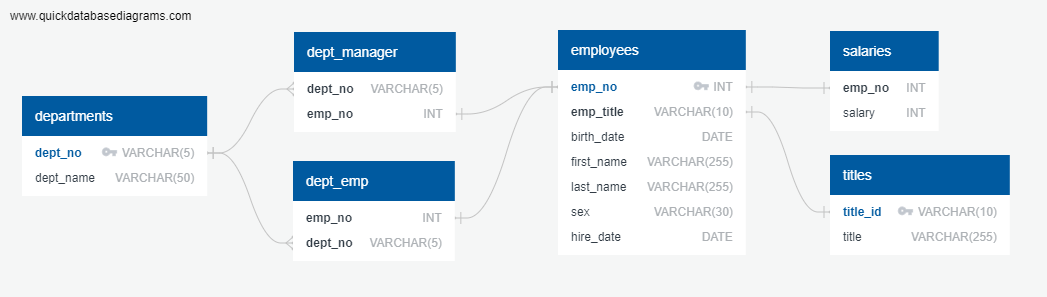 www.quickdatabasediagrams.com
departments
dept_no VARCHAR(5)
dept_name VARCHAR(50)
dept_manager
dept_no VARCHAR(5)
emp_no INT
dept_emp
emp_no INT
dept_no VARCHAR(5)
employees
emp_no INT
emp_title VARCHAR(10)
birth_date DATE
first_name VARCHAR(255)
last_name VARCHAR(255)
sex VARCHAR(30)
hire_date DATE
salaries
emp_no INT
salary INT
titles
title_id VARCHAR(10)
title VARCHAR(255)